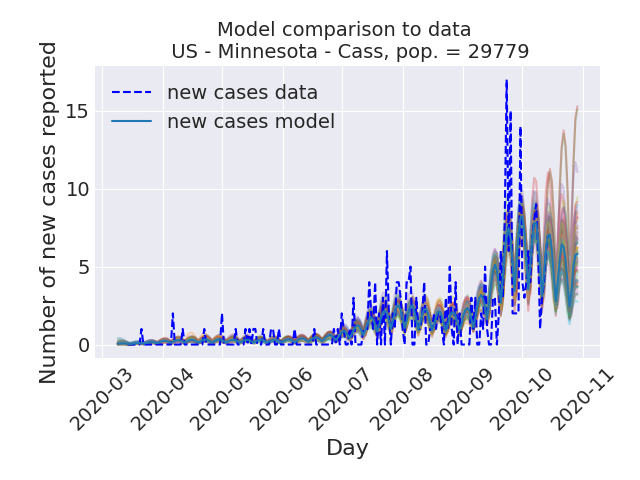 Model comparison to data
US - Minnesota - Cass, pop. = 29779
new cases data
new cases model
Number of new cases reported
15
10
5
0
2020-03
2020-04
2020-05
2020-06
2020-07
2020-08
2020-09
2020-10
2020-11
Day